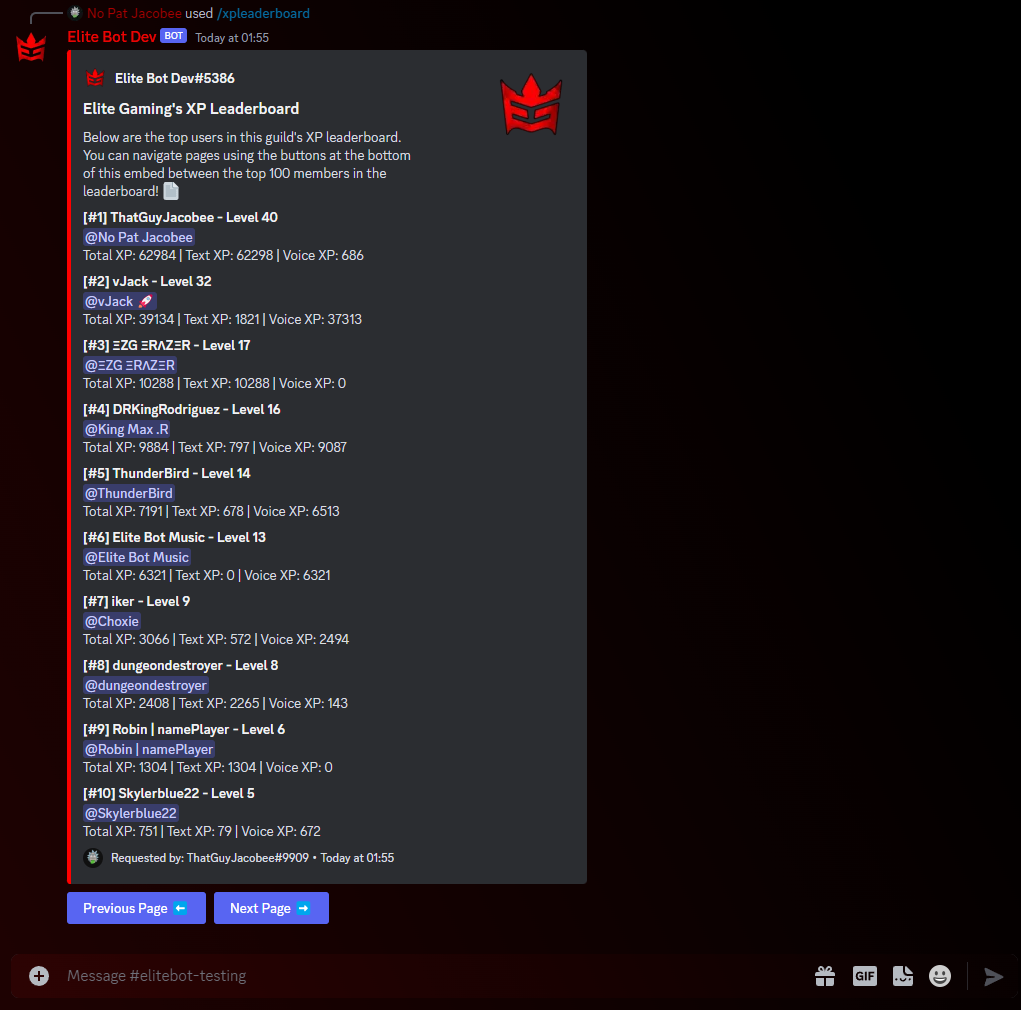 No Pat Jacobee used /xpleaderboard
Elite Bot Dev BOT Today at 01:55
Elite Bot Dev#5386
Elite Gaming's XP Leaderboard
Below are the top users in this guild's XP leaderboard.
You can navigate pages using the buttons at the bottom
of this embed between the top 100 members in the
leaderboard!
[#1] ThatGuyJacobee - Level 40
@No Pat Jacobee
Total XP: 62984 | Text XP: 62298 | Voice XP: 686
[#2] vJack - Level 32
@vJack 🚀
Total XP: 39134 | Text XP: 1821 | Voice XP: 37313
[#3] ΞZG ΞRΛZΞR - Level 17
@ΞZG ΞRΛZΞR
Total XP: 10288 | Text XP: 10288 | Voice XP: 0
[#4] DRKingRodriguez - Level 16
@King Max .R
Total XP: 9884 | Text XP: 797 | Voice XP: 9087
[#5] ThunderBird - Level 14
@ThunderBird
Total XP: 7191 | Text XP: 678 | Voice XP: 6513
[#6] Elite Bot Music - Level 13
@Elite Bot Music
Total XP: 6321 | Text XP: 0 | Voice XP: 6321
[#7] iker - Level 9
@Choxie
Total XP: 3066 | Text XP: 572 | Voice XP: 2494
[#8] dungeondestroyer - Level 8
@dungeondestroyer
Total XP: 2408 | Text XP: 2265 | Voice XP: 143
[#9] Robin | namePlayer - Level 6
@Robin | namePlayer
Total XP: 1304 | Text XP: 1304 | Voice XP: 0
[#10] Skylerblue22 - Level 5
@Skylerblue22
Total XP: 751 | Text XP: 79 | Voice XP: 672
Requested by: ThatGuyJacobee#9909 • Today at 01:55
Previous Page ⬅ Next Page ➡
Message #elitebot-testing GIF